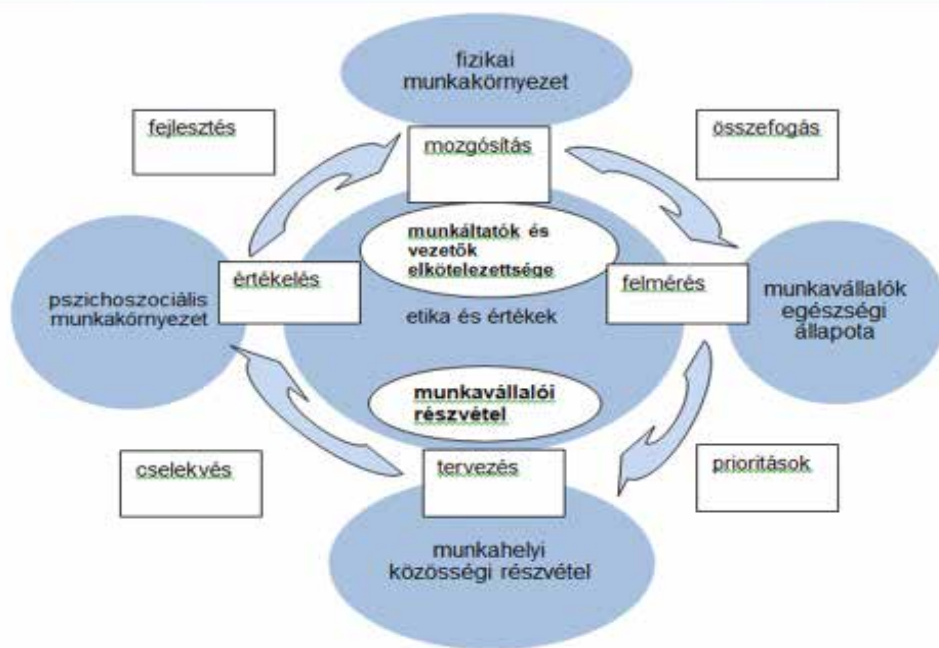 fizikai
munkakörnyezet
fejlesztés
mozgósítás
összefogás
munkáltatók és
vezetők
elkötelezettsége
pszichoszociális
munkakörnyezet
értékelés
etika és értékek
felmérés
munkavállalók
egészségi
állapota
munkavállalói
részvétel
cselekvés
tervezés
prioritások
munkahelyi
közösségi részvétel